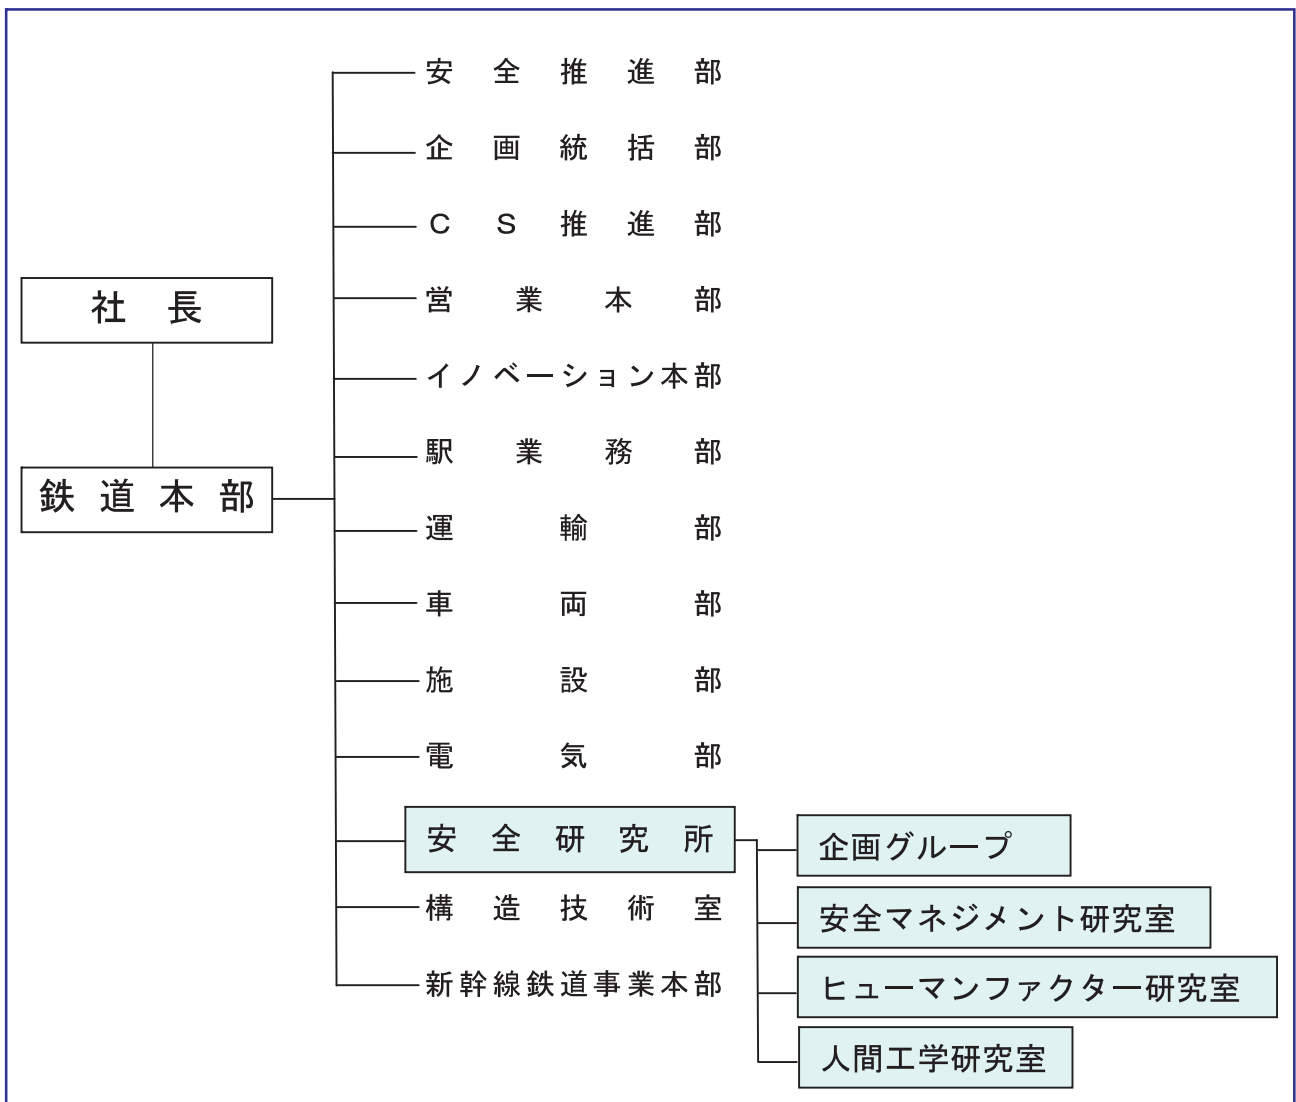 社長
鉄道本部
安全推進部
企画統括部
ＣＳ推進部
営業本部
イノベーション本部
駅業務部
運輸部
車両部
施設部
電気部
安全研究所
構造技術室
新幹線鉄道事業本部
企画グループ
安全マネジメント研究室
ヒューマンファクター研究室
人間工学研究室